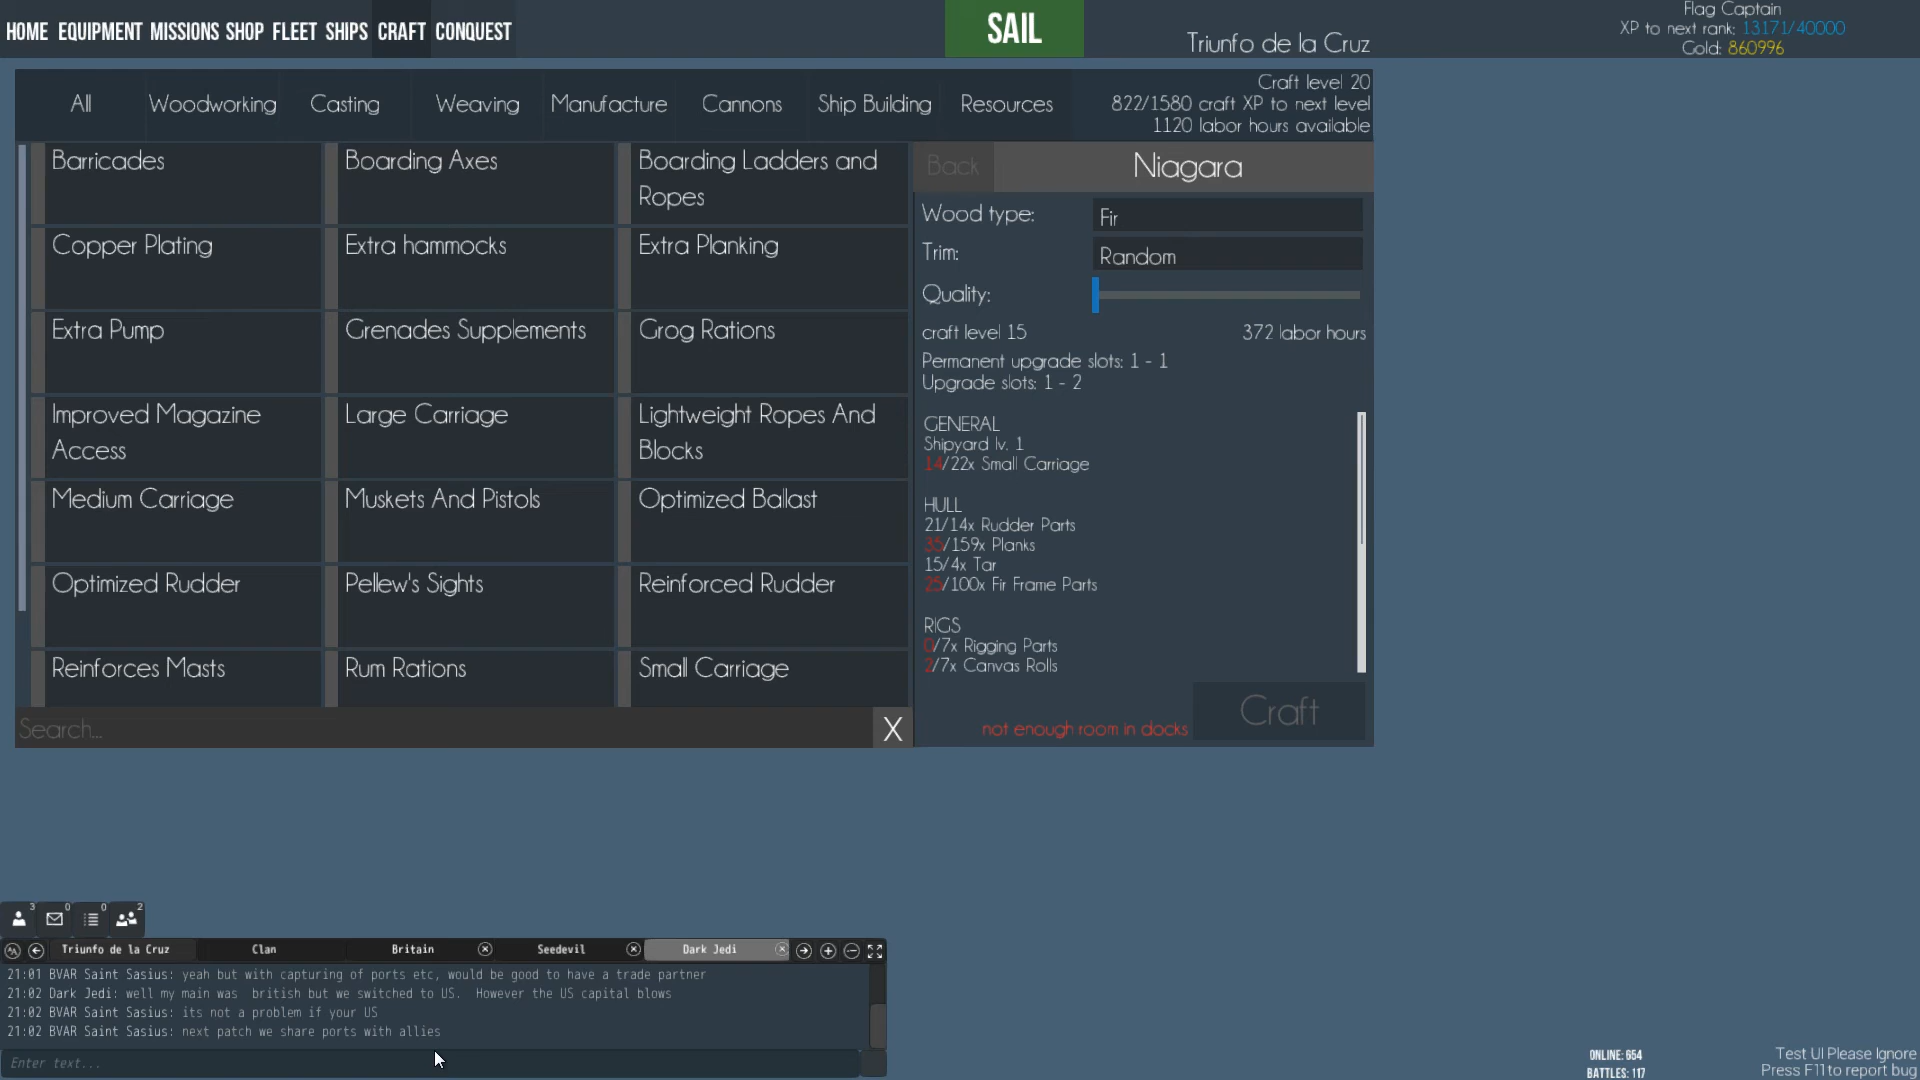 HOME EQUIPMENT MISSIONS SHOP FLEET SHIPS CRAFT CONQUEST
SAIL
Triunfo de la Cruz
Flag Captain
XP to next rank: 13171/40000
Gold: 860996
All Woodworking Casting Weaving Manufacture Cannons Ship Building Resources
Craft level 20
822/1580 craft XP to next level
1120 labor hours available
Barricades
Boarding Axes
Boarding Ladders and
Ropes
Copper Plating
Extra hammocks
Extra Planking
Extra Pump
Grenades Supplements
Grog Rations
Improved Magazine
Access
Large Carriage
Lightweight Ropes And
Blocks
Medium Carriage
Muskets And Pistols
Optimized Ballast
Optimized Rudder
Pellew's Sights
Reinforced Rudder
Reinforces Masts
Rum Rations
Small Carriage
Search...
X
Back
Niagara
Wood type: Fir
Trim: Random
Quality:
craft level 15 372 labor hours
Permanent upgrade slots: 1 - 1
Upgrade slots: 1 - 2
GENERAL
Shipyard lv. 1
14/22x Small Carriage
HULL
21/14x Rudder Parts
35/159x Planks
15/4x Tar
25/100x Fir Frame Parts
RIGS
0/7x Rigging Parts
2/7x Canvas Rolls
not enough room in docks
Craft
3 0 0 2
Triunfo de la Cruz Clan Britain Seedevil Dark Jedi
21:01 BVAR Saint Sasius: yeah but with capturing of ports etc, would be good to have a trade partner
21:02 Dark Jedi: well my main was british but we switched to US. However the US capital blows
21:02 BVAR Saint Sasius: its not a problem if your US
21:02 BVAR Saint Sasius: next patch we share ports with allies
Enter text...
ONLINE: 654
BATTLES: 117
Test UI Please Ignore
Press F11 to report bug